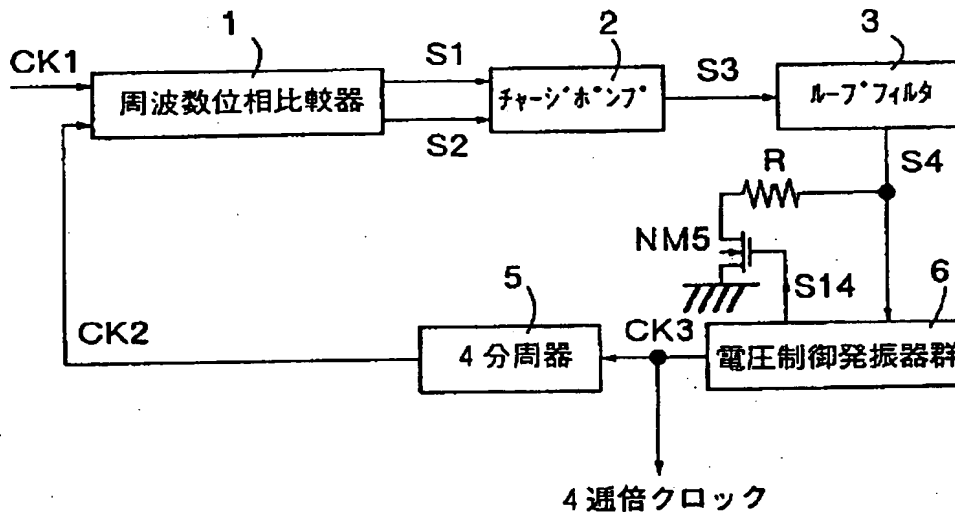 1
2
3
CK1
S1
S3
周波数位相比較器
チャージポンプ
ループフィルタ
S2
S4
R
NM5
S14
5
6
CK2
CK3
4分周器
電圧制御発振器群
4逓倍クロック